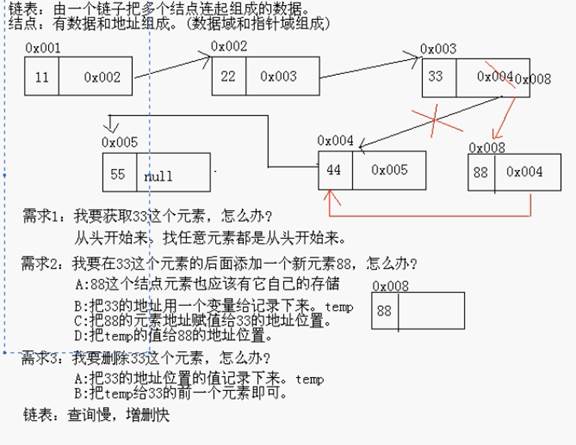 链表：由一个链子把多个结点连起组成的数据。
结点：有数据和地址组成。(数据域和指针域组成)
0x001 0x002 0x003
11 0x002 22 0x003 33 0x004 0x008
0x005 0x004 0x008
55 null 44 0x005 88 0x004
需求1：我要获取33这个元素，怎么办？
从头开始来，找任意元素都是从头开始来。
需求2：我要在33这个元素的后面添加一个新元素88，怎么办？
A:88这个结点元素也应该有它自己的存储
0x008
88
B:把33的地址用一个变量给记录下来。temp
C:把88的元素地址赋值给33的地址位置。
D:把temp的值给88的地址位置。
需求3：我要删除33这个元素，怎么办？
A:把33的地址位置的值记录下来。temp
B:把temp给33的前一个元素即可。
链表：查询慢，增删快